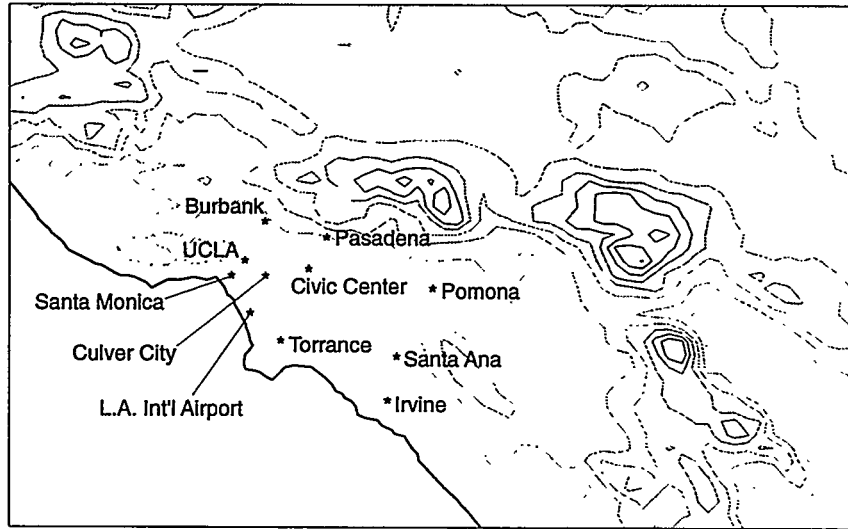 Burbank
Pasadena
UCLA
Civic Center
Pomona
Santa Monica
Culver City
Torrance
Santa Ana
L.A. Int'l Airport
Irvine